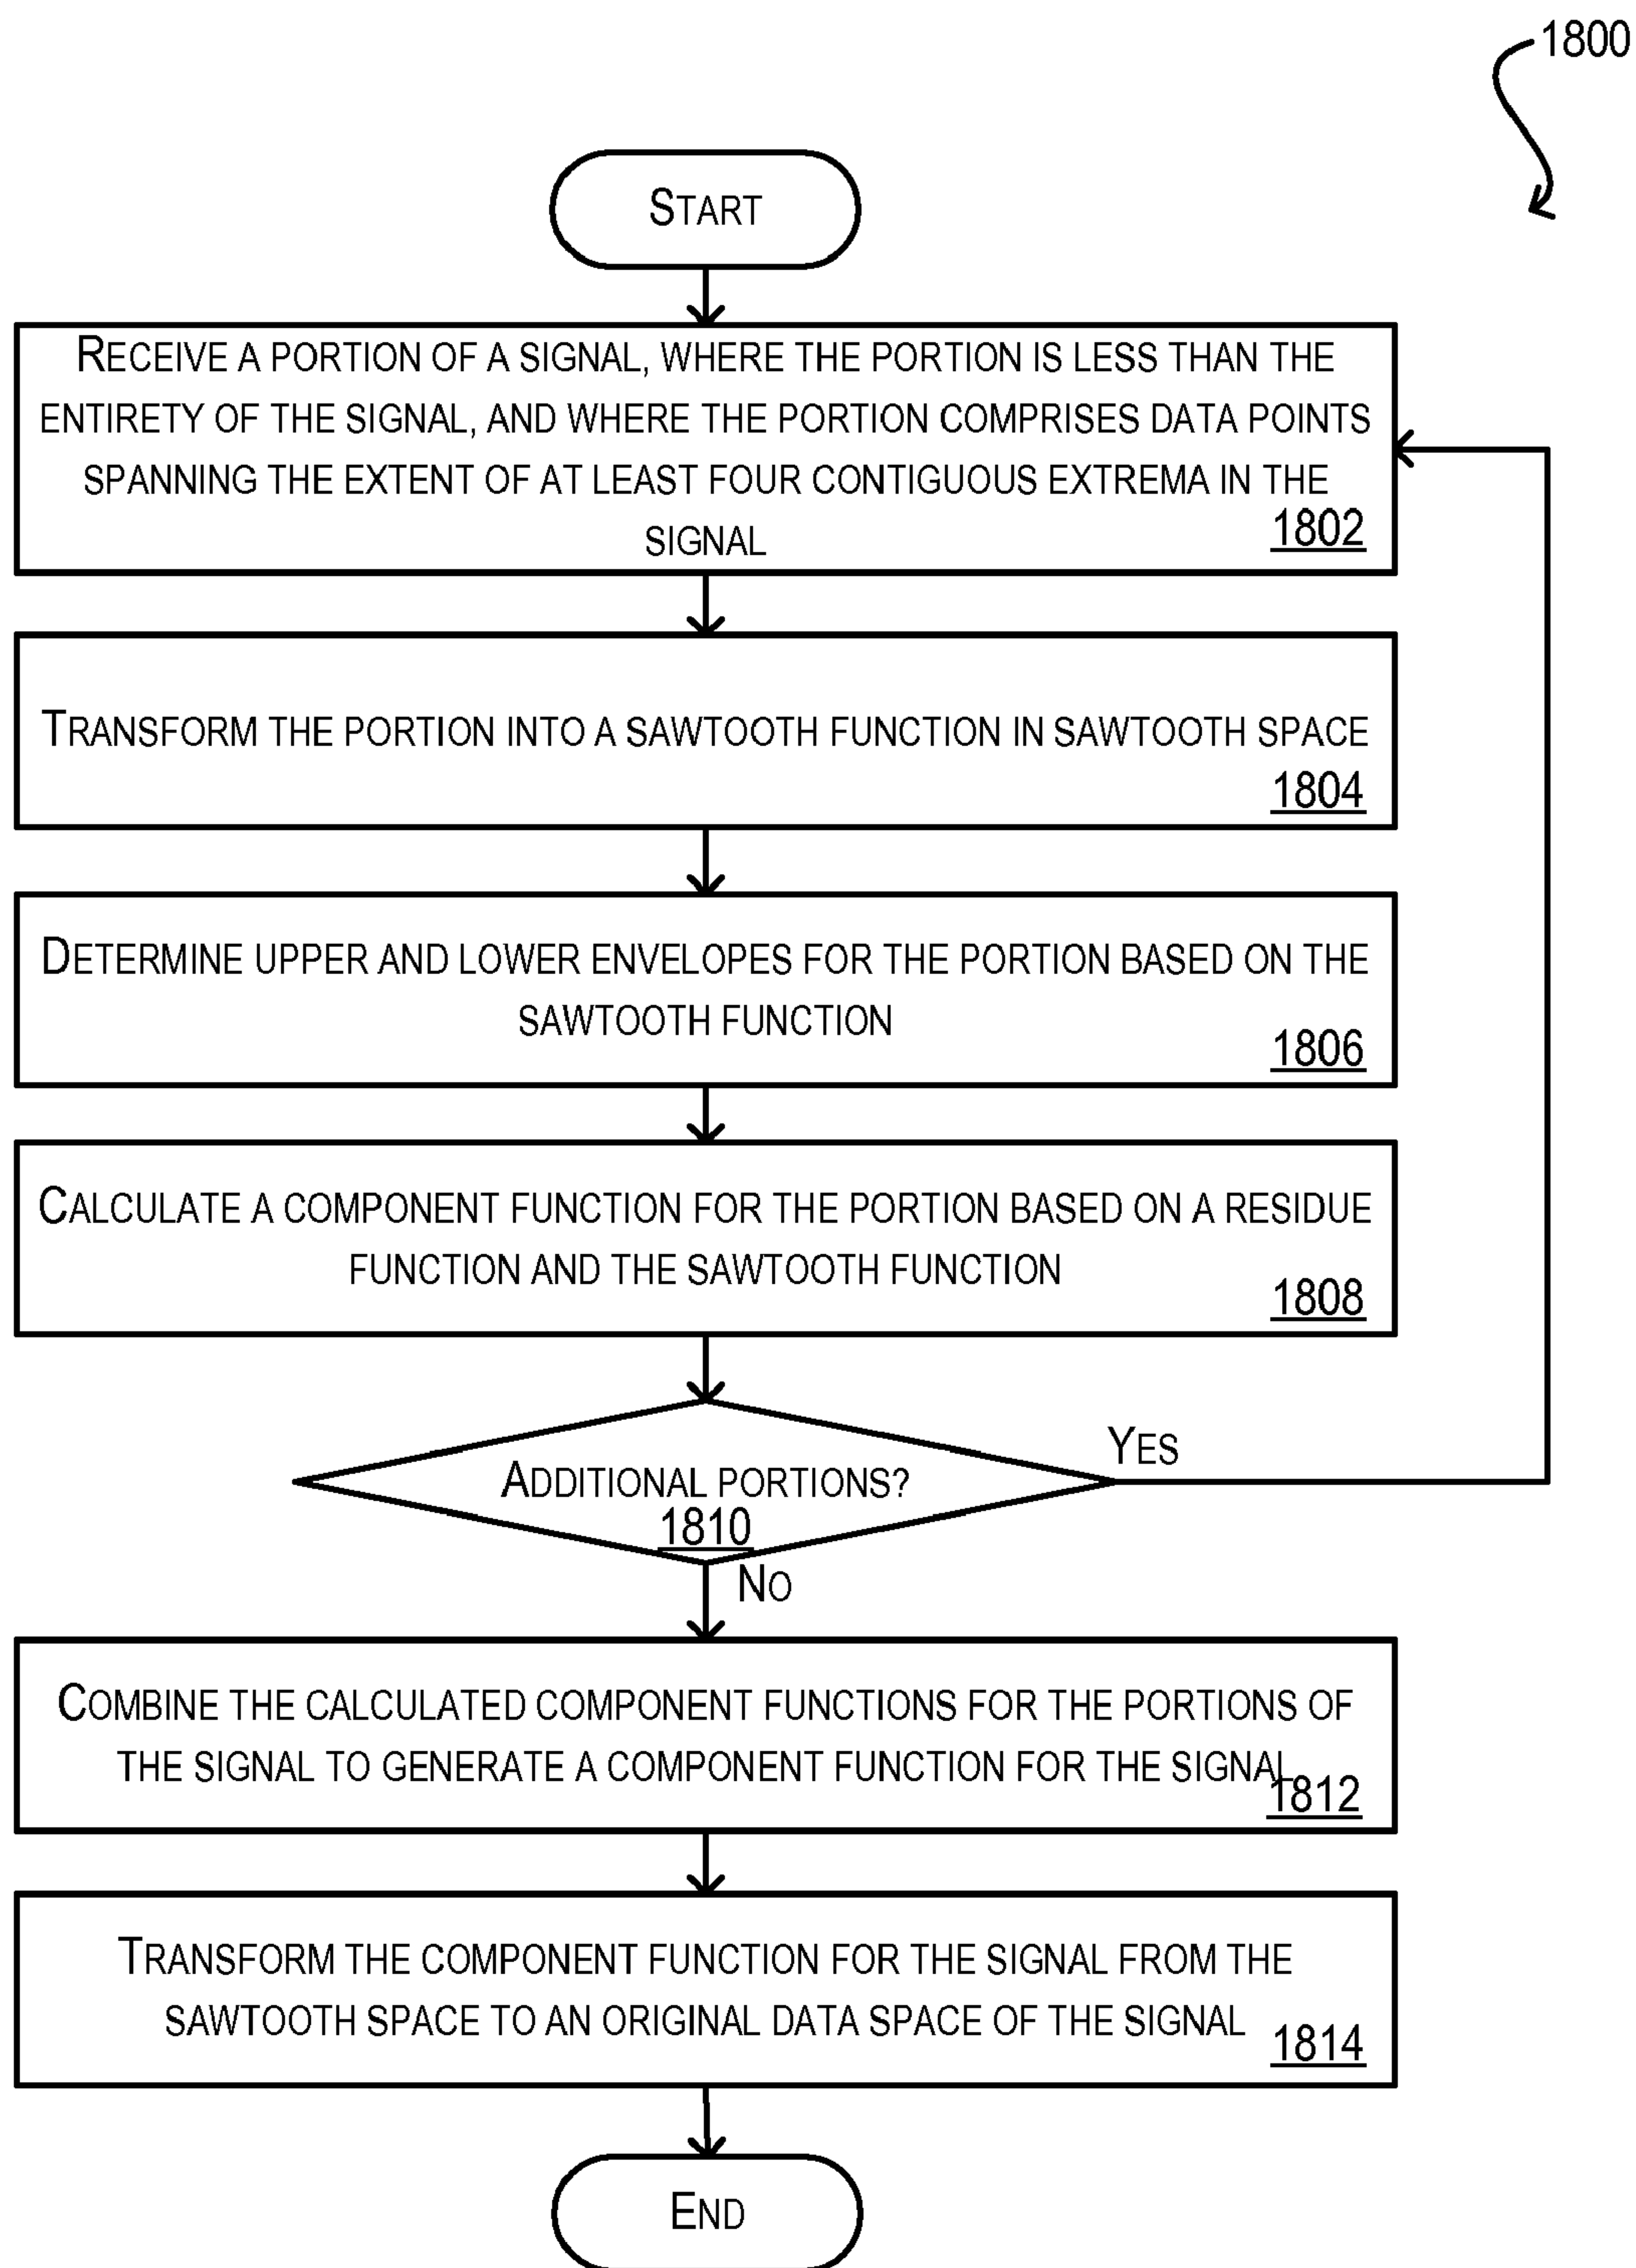 1800
START
RECEIVE A PORTION OF A SIGNAL, WHERE THE PORTION IS LESS THAN THE
ENTIRETY OF THE SIGNAL, AND WHERE THE PORTION COMPRISES DATA POINTS
SPANNING THE EXTENT OF AT LEAST FOUR CONTIGUOUS EXTREMA IN THE
SIGNAL
1802
TRANSFORM THE PORTION INTO A SAWTOOTH FUNCTION IN SAWTOOTH SPACE
1804
DETERMINE UPPER AND LOWER ENVELOPES FOR THE PORTION BASED ON THE
SAWTOOTH FUNCTION
1806
CALCULATE A COMPONENT FUNCTION FOR THE PORTION BASED ON A RESIDUE
FUNCTION AND THE SAWTOOTH FUNCTION
1808
ADDITIONAL PORTIONS?
1810
YES
NO
COMBINE THE CALCULATED COMPONENT FUNCTIONS FOR THE PORTIONS OF
THE SIGNAL TO GENERATE A COMPONENT FUNCTION FOR THE SIGNAL
1812
TRANSFORM THE COMPONENT FUNCTION FOR THE SIGNAL FROM THE
SAWTOOTH SPACE TO AN ORIGINAL DATA SPACE OF THE SIGNAL
1814
END